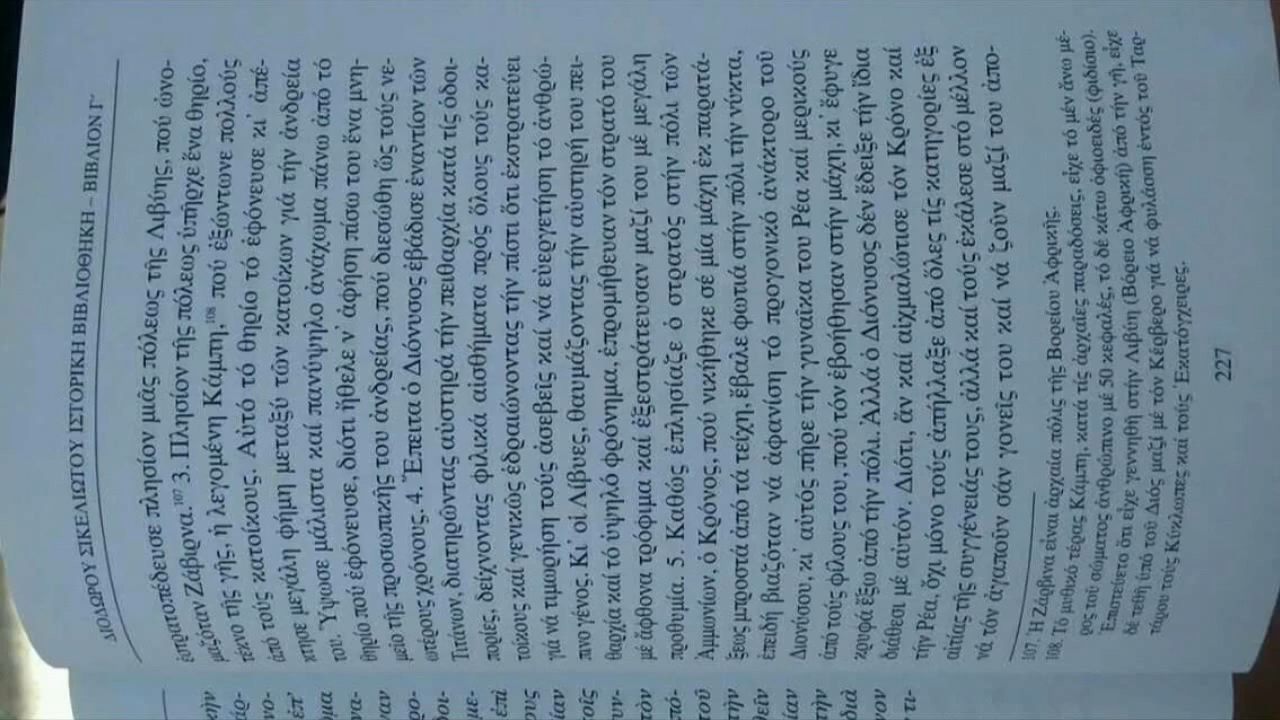 ΔΙΟΔΩΡΟΥ ΣΙΚΕΛΙΩΤΟΥ ΙΣΤΟΡΙΚΗ ΒΙΒΛΙΟΘΗΚΗ – ΒΙΒΛΙΟΝ Γ΄
ἐστρατοπέδευσε πλησίον μιᾶς πόλεως τῆς Λιβύης, πού ὠνο-
μαζόταν Ζάβιρνα.¹⁰⁷ 3. Πλησίον τῆς πόλεως ὑπῆρχε ἕνα θηρίο,
τέκνο τῆς γῆς, ἡ λεγομένη Κάμπη,¹⁰⁸ πού ἐξώντωνε πολλούς
ἀπό τούς κατοίκους. Αὐτό τό θηρίο τό ἐφόνευσε κι᾿ ἀπέ-
κτησε μεγάλη φήμη μεταξύ τῶν κατοίκων γιά τήν ἀνδρεία
του. Ὕψωσε μάλιστα καί πανύψηλο ἀνάχωμα πάνω ἀπό τό
θηρίο πού ἐφόνευσε, διότι ἤθελε ν᾿ ἀφήση πίσω του ἕνα μνη-
μεῖο τῆς προσωπικῆς του ἀνδρείας, πού διεσώθη ὥς τούς νε-
ωτέρους χρόνους. 4. Ἔπειτα ὁ Διόνυσος ἐβάδισε ἐναντίον τῶν
Τιτάνων, διατηρώντας αὐστηρά τήν πειθαρχία κατά τίς ὁδοι-
πορίες, δείχνοντας φιλικά αἰσθήματα πρός ὅλους τούς κα-
τοίκους καί γενικῶς ἑδραιώνοντας τήν πίστι ὅτι ἐκστρατεύει
γιά νά τιμωρήση τούς ἀσεβεῖς καί νά εὐεργετήση τό ἀνθρώ-
πινο γένος. Κι᾿ οἱ Λίβυες, θαυμάζοντας τήν αὐστηρή του πει-
θαρχία καί τό ὑψηλό φρόνημα, ἐπρομήθευαν τόν στρατό του
μέ ἄφθονα τρόφιμα καί ἐξεστράτευσαν μαζί του μέ μεγάλη
προθυμία. 5. Καθώς ἐπλησίαζε ὁ στρατός στήν πόλι τῶν
Ἀμμωνίων, ὁ Κρόνος, πού νικήθηκε σέ μία μάχη ἐκ παρατά-
ξεως μπροστά ἀπό τά τείχη, ἔβαλε φωτιά στήν πόλι τήν νύκτα,
ἐπειδή βιαζόταν νά ἀφανίση τό προγονικό ἀνάκτορο τοῦ
Διονύσου, κι᾿ αὐτός πῆρε τήν γυναῖκα του Ρέα καί μερικούς
ἀπό τούς φίλους του, πού τόν ἐβοήθησαν στήν μάχη, κι᾿ ἔφυγε
κρυφά ἔξω ἀπό τήν πόλι. Ἀλλά ὁ Διόνυσος δέν ἔδειξε τήν ἴδια
διάθεσι μέ αὐτόν. Διότι, ἄν καί αἰχμαλώτισε τόν Κρόνο καί
τήν Ρέα, ὄχι μόνο τούς ἀπήλλαξε ἀπό ὅλες τίς κατηγορίες ἐξ
αἰτίας τῆς συγγένειάς τους, ἀλλά καί τούς ἐκάλεσε στό μέλλον
νά τόν ἀγαποῦν σάν γονεῖς του καί νά ζοῦν μαζί του ἀπο-
107. Ἡ Ζάβηρνα εἶναι ἀρχαία πόλις τῆς Βορείου Ἀφρικῆς.
108. Τό μυθικό τέρας Κάμπη, κατά τίς ἀρχαῖες παραδόσεις, εἶχε τό μέν ἄνω μέ-
ρος τοῦ σώματος ἀνθρώπινο μέ 50 κεφαλές, τό δέ κάτω ὀφιοειδές (φιδίσιο).
Ἐπιστεύετο ὅτι εἶχε γεννηθῆ στήν Λιβύη (Βόρειο Ἀφρική) ἀπό τήν γῆ, εἶχε
δέ τεθῆ ὑπό τοῦ Διός μαζί μέ τόν Κέρβερο γιά νά φυλάσση ἐντός τοῦ Ταρ-
τάρου τους Κύκλωπες καί τούς Ἑκατόγχειρες.
227